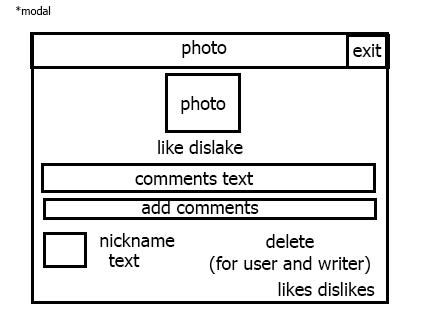 *modal
photo
exit
photo
like dislake
comments text
add comments
nickname
text
delete
(for user and writer)
likes dislikes